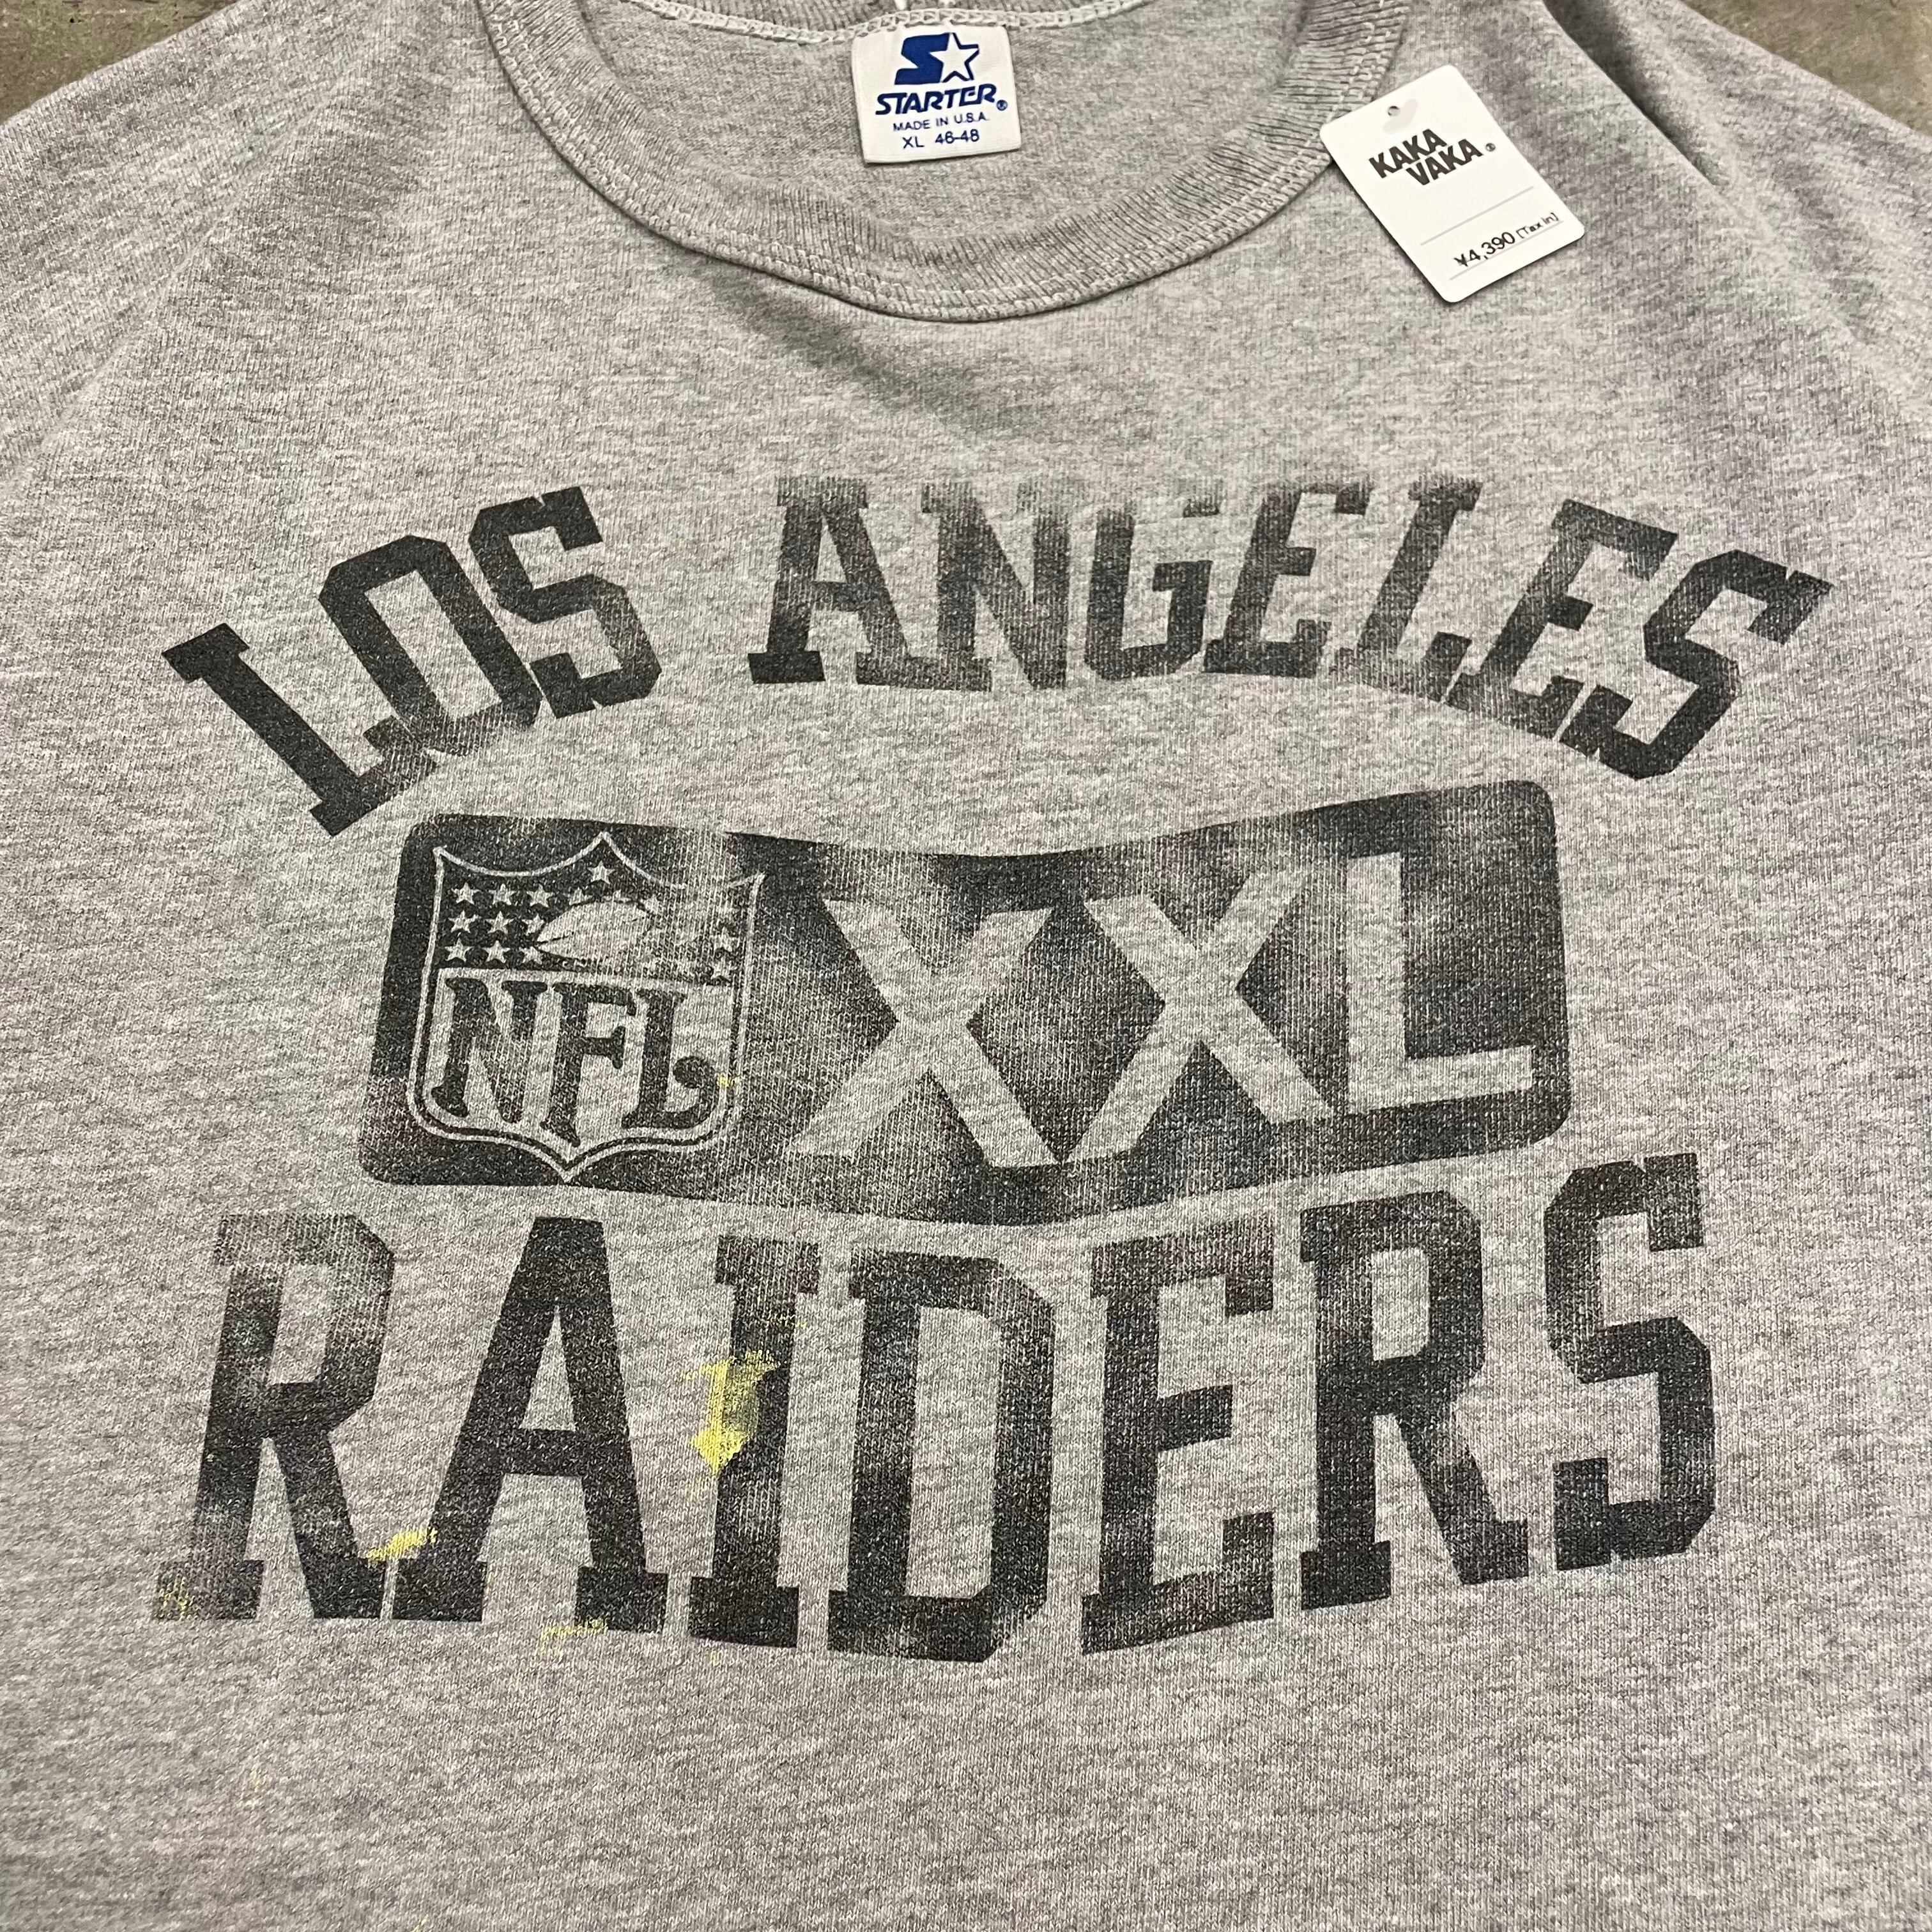 STARTER®
MADE IN U.S.A.
XL 46-48
KAKA
VAKA®
¥4,390 [Tax in]
LOS ANGELES
NFL XXL
RAIDERS